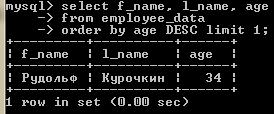 mysql> select f_name, l_name, age
-> from employee_data
-> order by age DESC limit 1;
+---------+----------+------+
| f_name | l_name | age |
+---------+----------+------+
| Рудольф | Курочкин | 34 |
+---------+----------+------+
1 row in set (0.00 sec)